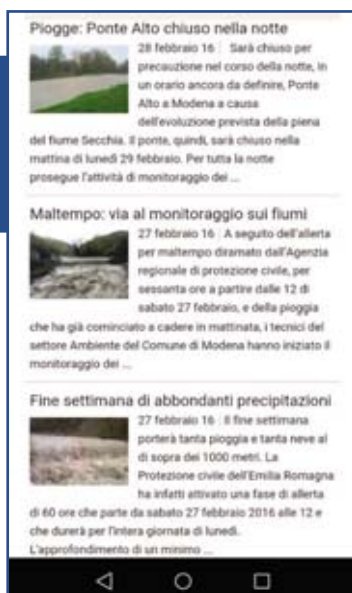 Piogge: Ponte Alto chiuso nella notte
28 febbraio 16 | Sarà chiuso per
precauzione nel corso della notte, in
un orario ancora da definire, Ponte
Alto a Modena a causa
dell'evoluzione prevista della piena
del fiume Secchia. Il ponte, quindi, sarà chiuso nella
mattina di lunedì 29 febbraio. Per tutta la notte
prosegue l'attività di monitoraggio dei ...
Maltempo: via al monitoraggio sui fiumi
27 febbraio 16 | A seguito dell'allerta
per maltempo diramato dall'Agenzia
regionale di protezione civile, per
sessanta ore a partire dalle 12 di
sabato 27 febbraio, e della pioggia
che ha già cominciato a cadere in mattinata, i tecnici del
settore Ambiente del Comune di Modena hanno iniziato il
monitoraggio dei ...
Fine settimana di abbondanti precipitazioni
27 febbraio 16 | Il fine settimana
porterà tanta pioggia e tanta neve al
di sopra dei 1000 metri. La
Protezione civile dell'Emilia Romagna
ha infatti attivato una fase di allerta
di 60 ore che parte da sabato 27 febbraio 2016 alle 12 e
che durerà per l'intera giornata di lunedì.
L'approfondimento di un minimo ...